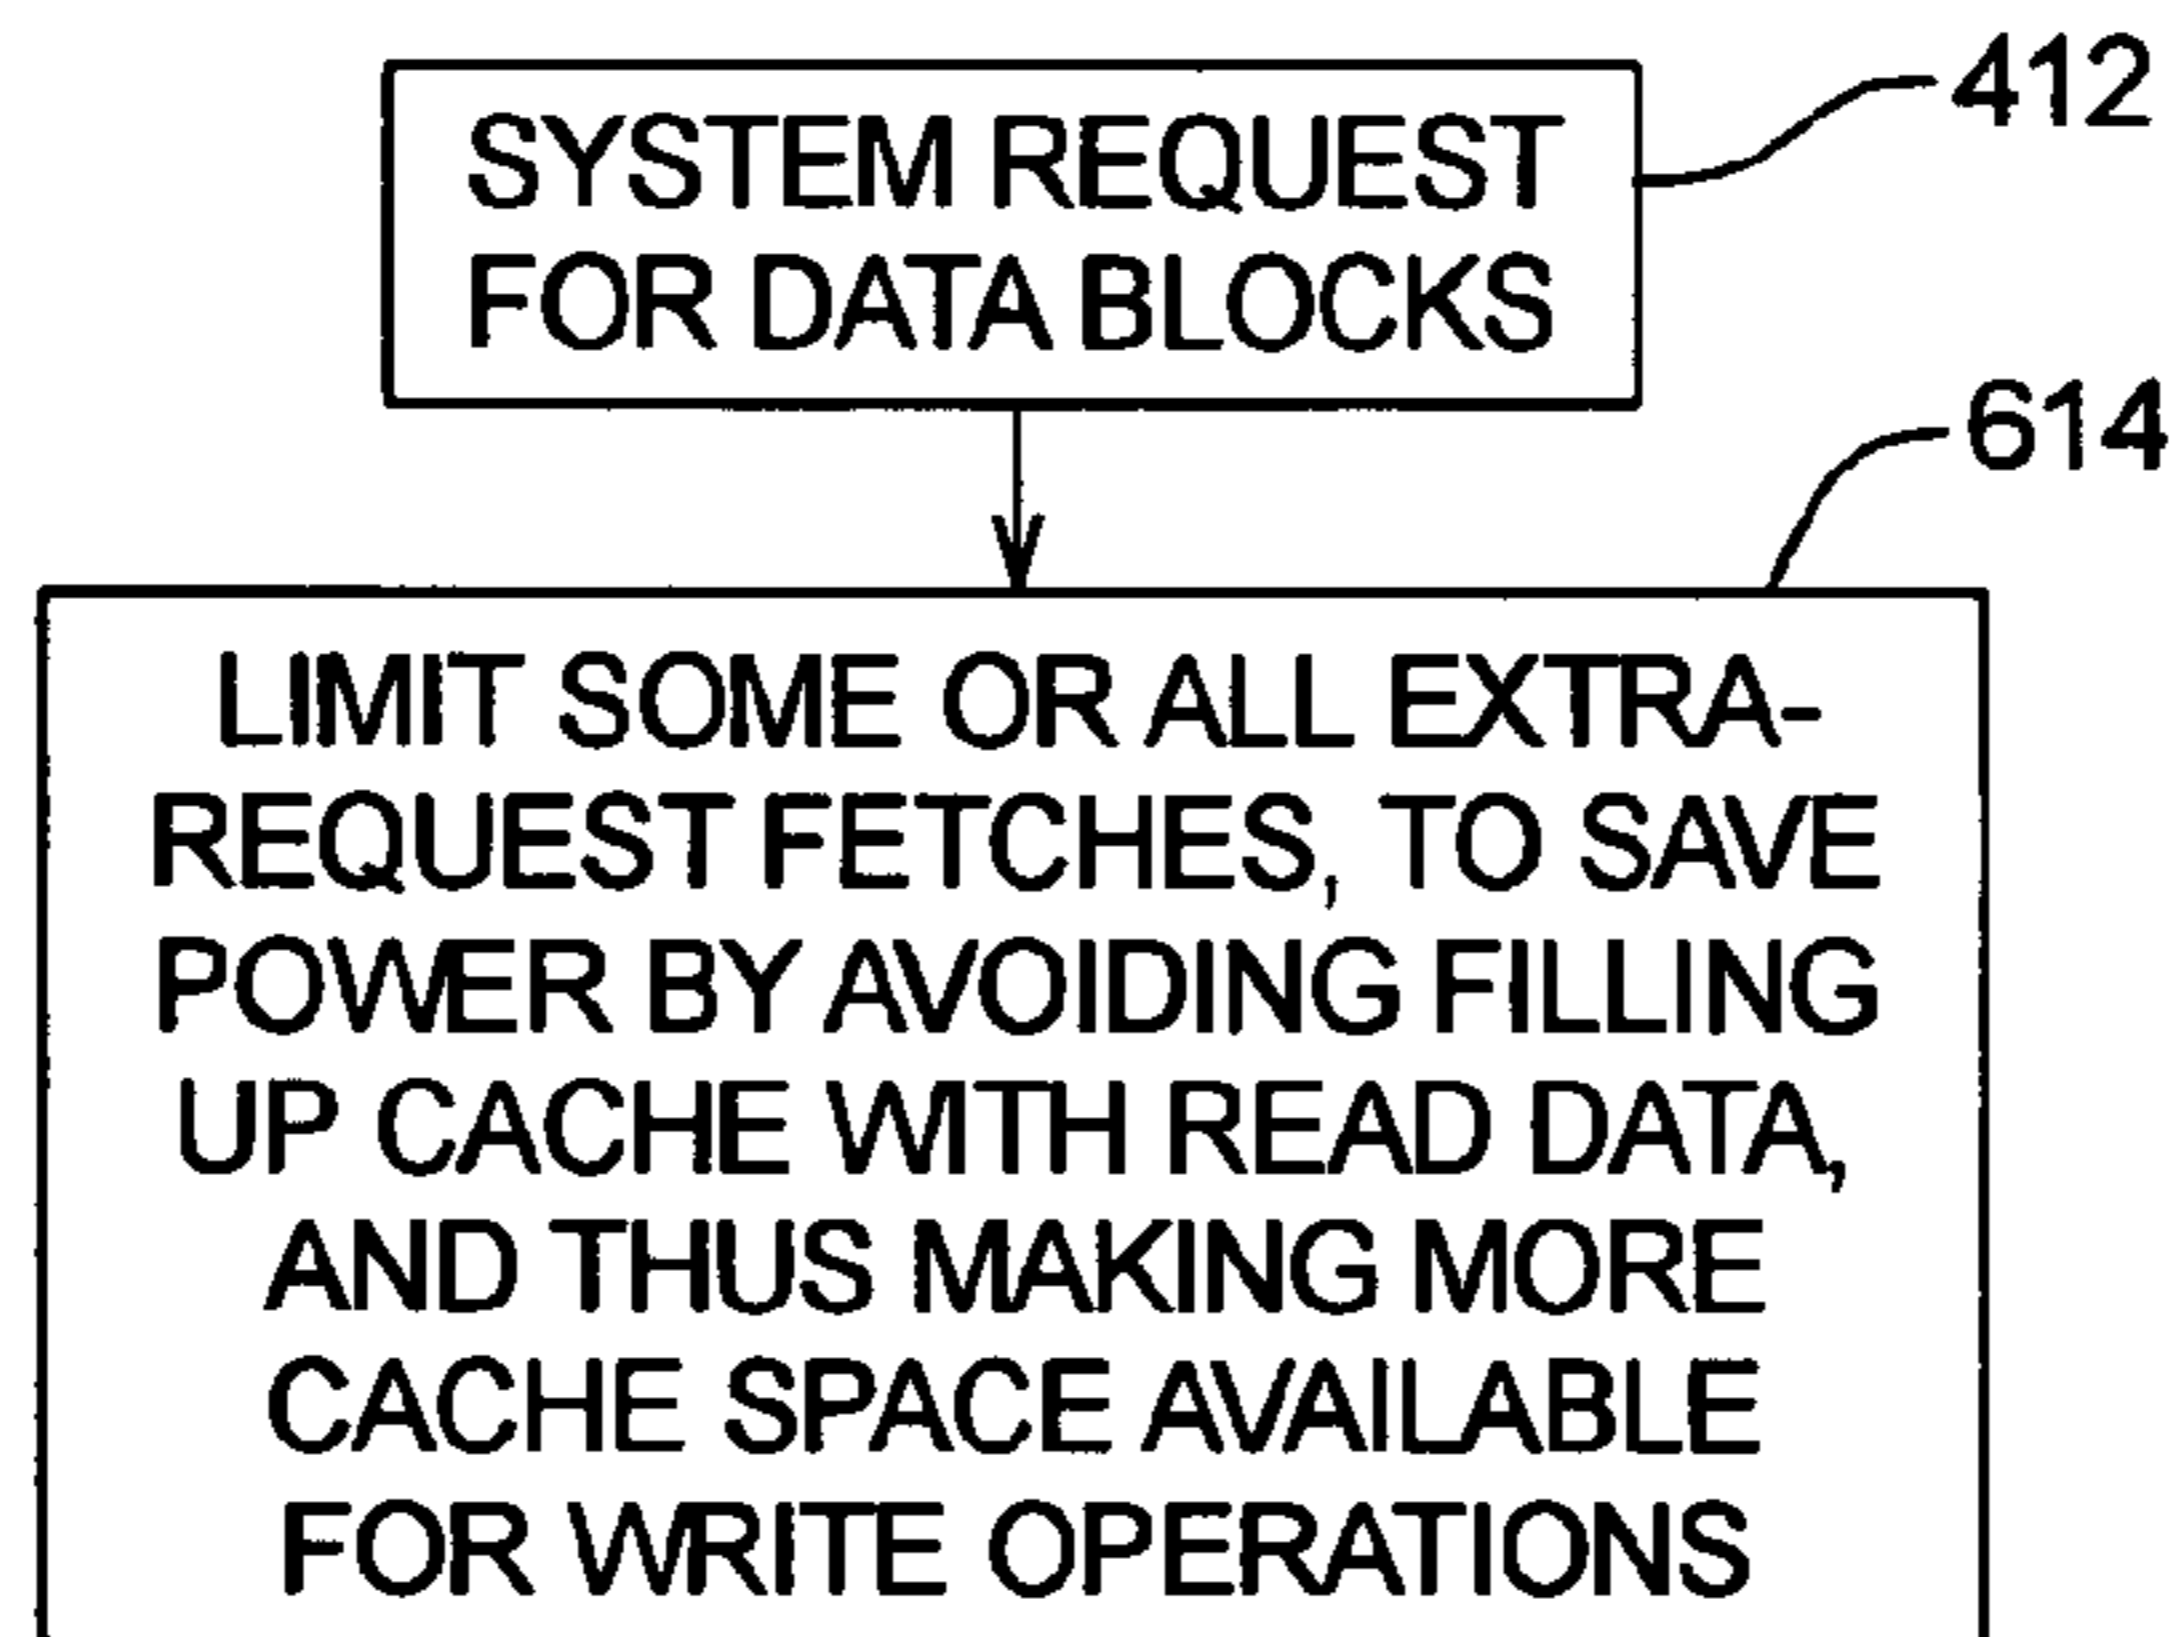 412
SYSTEM REQUEST
FOR DATA BLOCKS
614
LIMIT SOME OR ALL EXTRA-
REQUEST FETCHES, TO SAVE
POWER BY AVOIDING FILLING
UP CACHE WITH READ DATA,
AND THUS MAKING MORE
CACHE SPACE AVAILABLE
FOR WRITE OPERATIONS